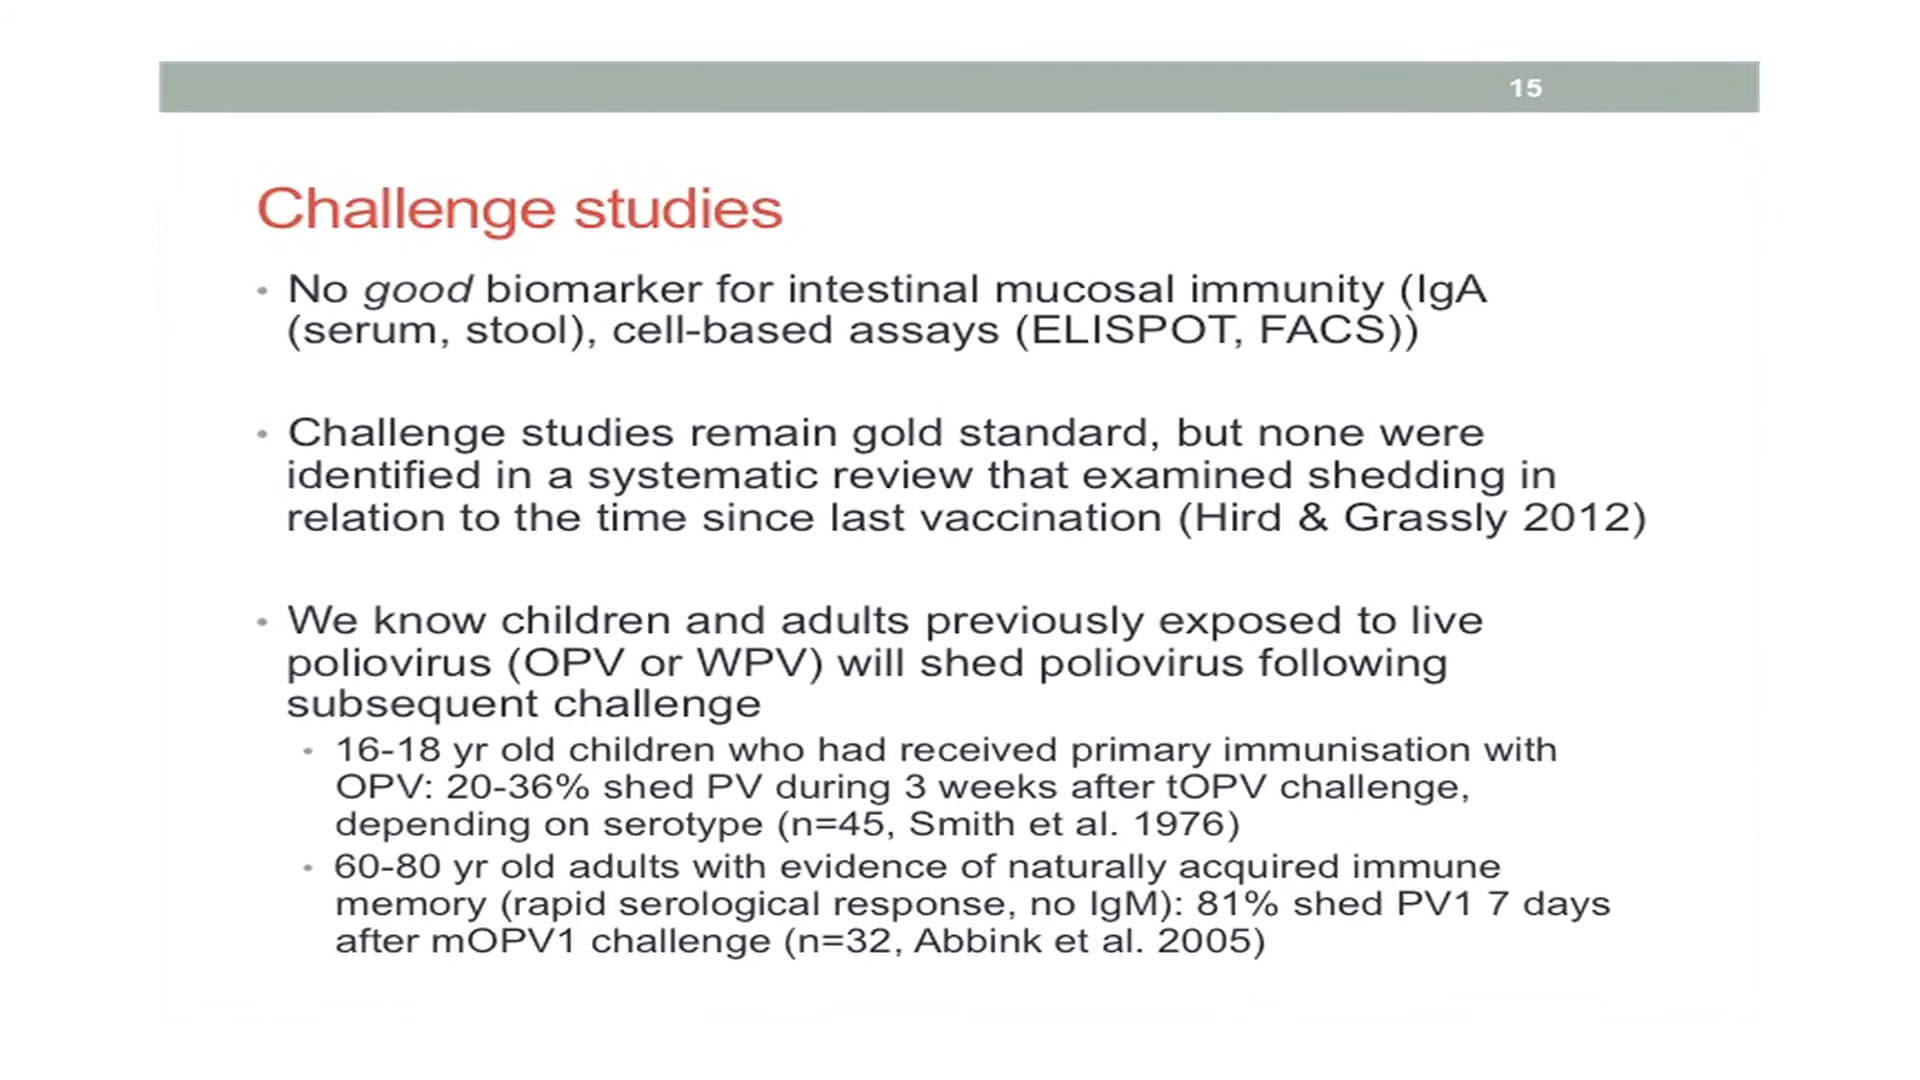 15
Challenge studies
• No good biomarker for intestinal mucosal immunity (IgA
(serum, stool), cell-based assays (ELISPOT, FACS))
• Challenge studies remain gold standard, but none were
identified in a systematic review that examined shedding in
relation to the time since last vaccination (Hird & Grassly 2012)
• We know children and adults previously exposed to live
poliovirus (OPV or WPV) will shed poliovirus following
subsequent challenge
• 16-18 yr old children who had received primary immunisation with
OPV: 20-36% shed PV during 3 weeks after tOPV challenge,
depending on serotype (n=45, Smith et al. 1976)
• 60-80 yr old adults with evidence of naturally acquired immune
memory (rapid serological response, no IgM): 81% shed PV1 7 days
after mOPV1 challenge (n=32, Abbink et al. 2005)